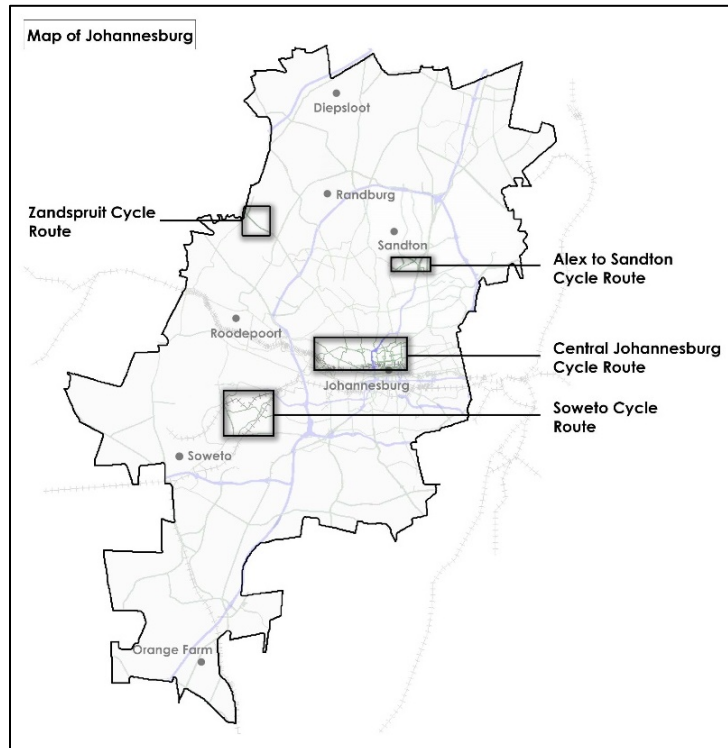 Map of Johannesburg
Diepsloot
Randburg
Zandspruit Cycle
Route
Sandton
Alex to Sandton
Cycle Route
Roodepoort
Central Johannesburg
Cycle Route
Johannesburg
Soweto Cycle
Route
Soweto
Orange Farm